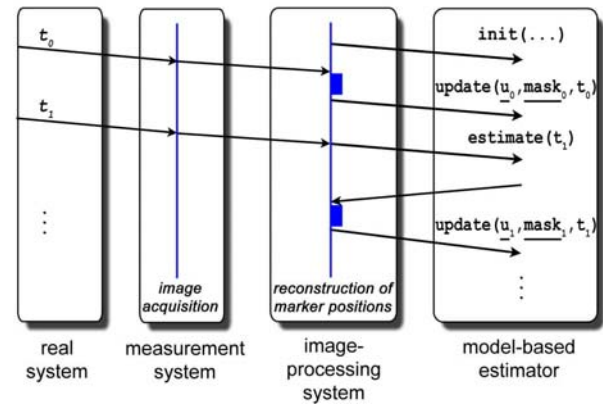 t0
t1
⋮
image
acquisition
reconstruction of
marker positions
init(...)
update(u0,mask0,t0)
estimate(t1)
update(u1,mask1,t1)
⋮
real
system
measurement
system
image-
processing
system
model-based
estimator